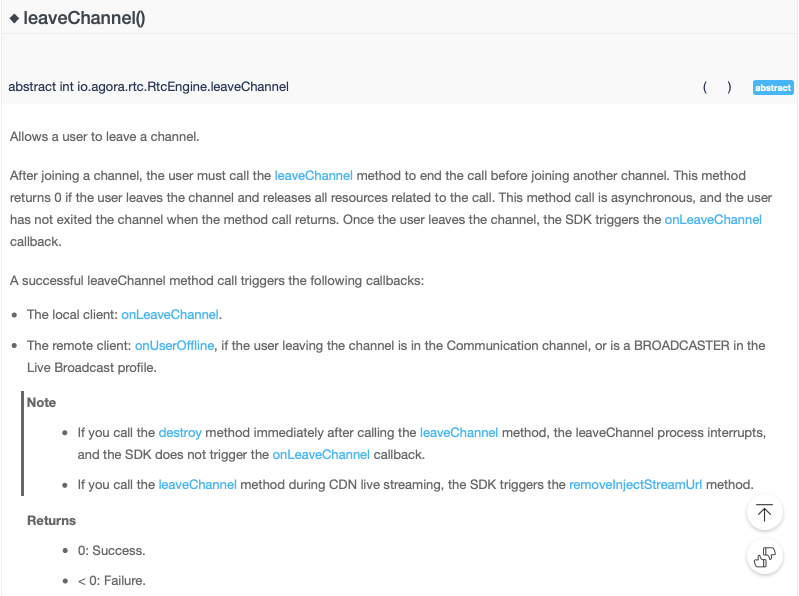 ◆ leaveChannel()
abstract int io.agora.rtc.RtcEngine.leaveChannel ( ) abstract
Allows a user to leave a channel.
After joining a channel, the user must call the leaveChannel method to end the call before joining another channel. This method
returns 0 if the user leaves the channel and releases all resources related to the call. This method call is asynchronous, and the user
has not exited the channel when the method call returns. Once the user leaves the channel, the SDK triggers the onLeaveChannel
callback.
A successful leaveChannel method call triggers the following callbacks:
• The local client: onLeaveChannel.
• The remote client: onUserOffline, if the user leaving the channel is in the Communication channel, or is a BROADCASTER in the
Live Broadcast profile.
Note
• If you call the destroy method immediately after calling the leaveChannel method, the leaveChannel process interrupts,
and the SDK does not trigger the onLeaveChannel callback.
• If you call the leaveChannel method during CDN live streaming, the SDK triggers the removeInjectStreamUrl method.
Returns
• 0: Success.
• < 0: Failure.